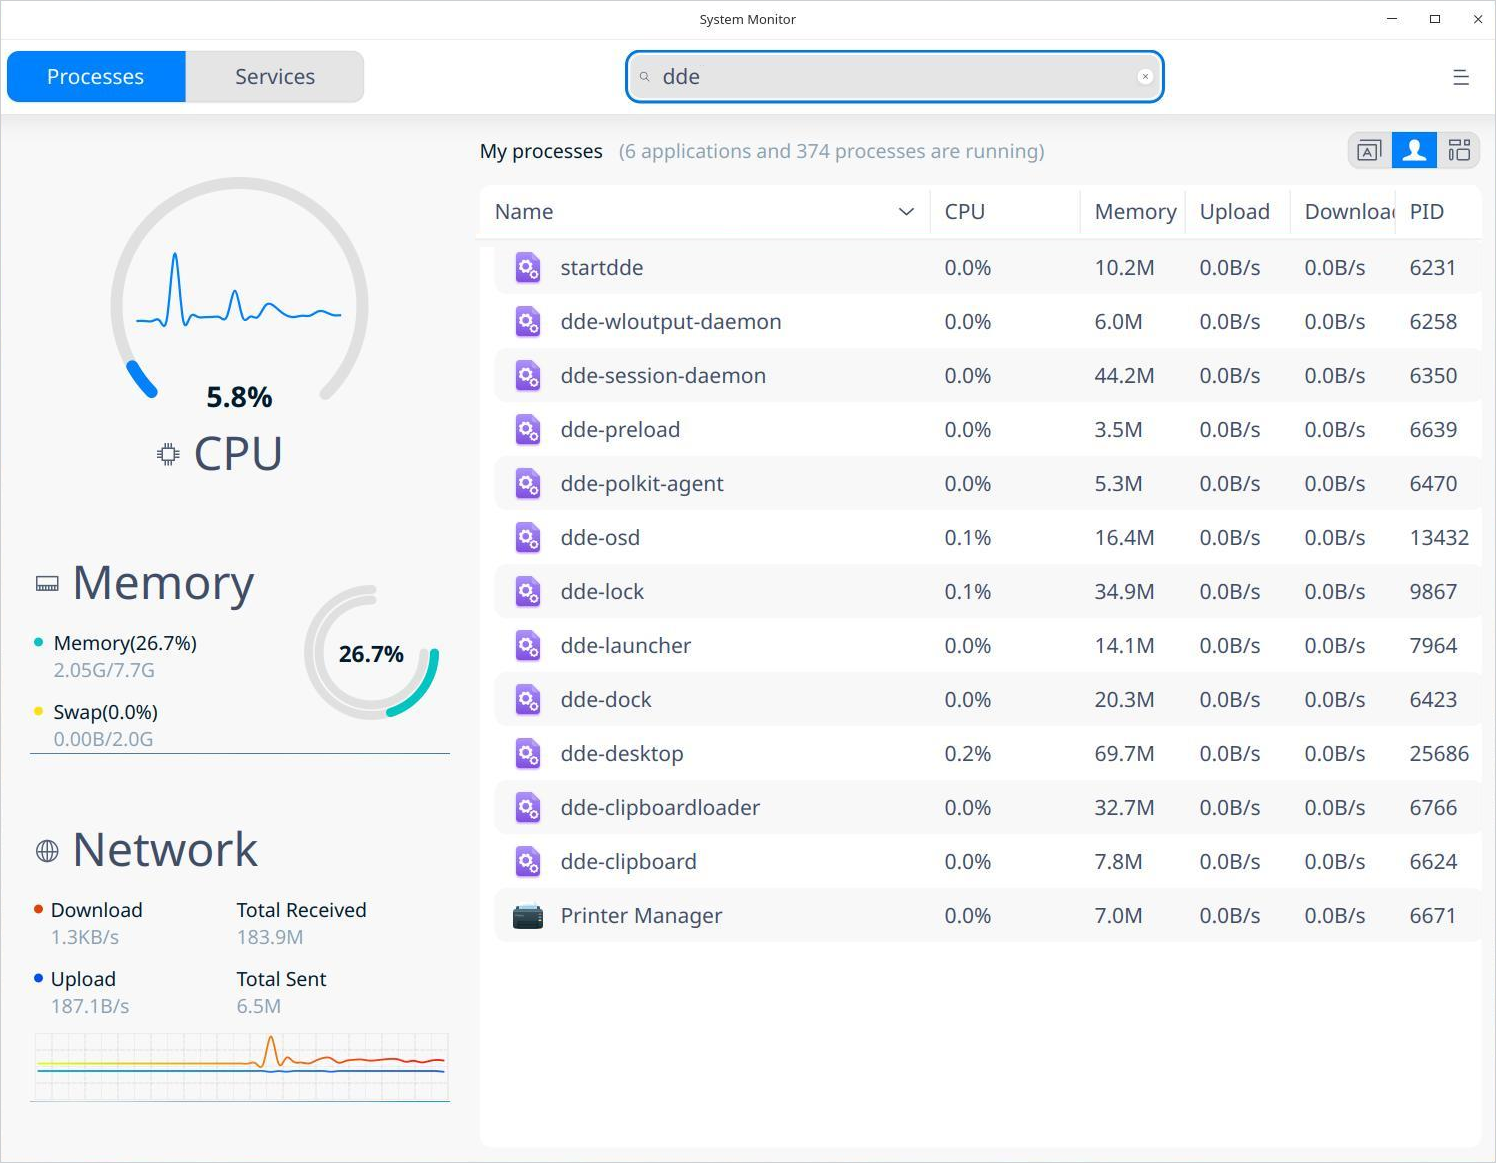 System Monitor
Processes Services dde
My processes (6 applications and 374 processes are running)
Name CPU Memory Upload Downloa PID
startdde 0.0% 10.2M 0.0B/s 0.0B/s 6231
dde-wloutput-daemon 0.0% 6.0M 0.0B/s 0.0B/s 6258
dde-session-daemon 0.0% 44.2M 0.0B/s 0.0B/s 6350
dde-preload 0.0% 3.5M 0.0B/s 0.0B/s 6639
dde-polkit-agent 0.0% 5.3M 0.0B/s 0.0B/s 6470
dde-osd 0.1% 16.4M 0.0B/s 0.0B/s 13432
dde-lock 0.1% 34.9M 0.0B/s 0.0B/s 9867
dde-launcher 0.0% 14.1M 0.0B/s 0.0B/s 7964
dde-dock 0.0% 20.3M 0.0B/s 0.0B/s 6423
dde-desktop 0.2% 69.7M 0.0B/s 0.0B/s 25686
dde-clipboardloader 0.0% 32.7M 0.0B/s 0.0B/s 6766
dde-clipboard 0.0% 7.8M 0.0B/s 0.0B/s 6624
Printer Manager 0.0% 7.0M 0.0B/s 0.0B/s 6671
5.8%
CPU
Memory
Memory(26.7%)
2.05G/7.7G
Swap(0.0%)
0.00B/2.0G
26.7%
Network
Download Total Received
1.3KB/s 183.9M
Upload Total Sent
187.1B/s 6.5M